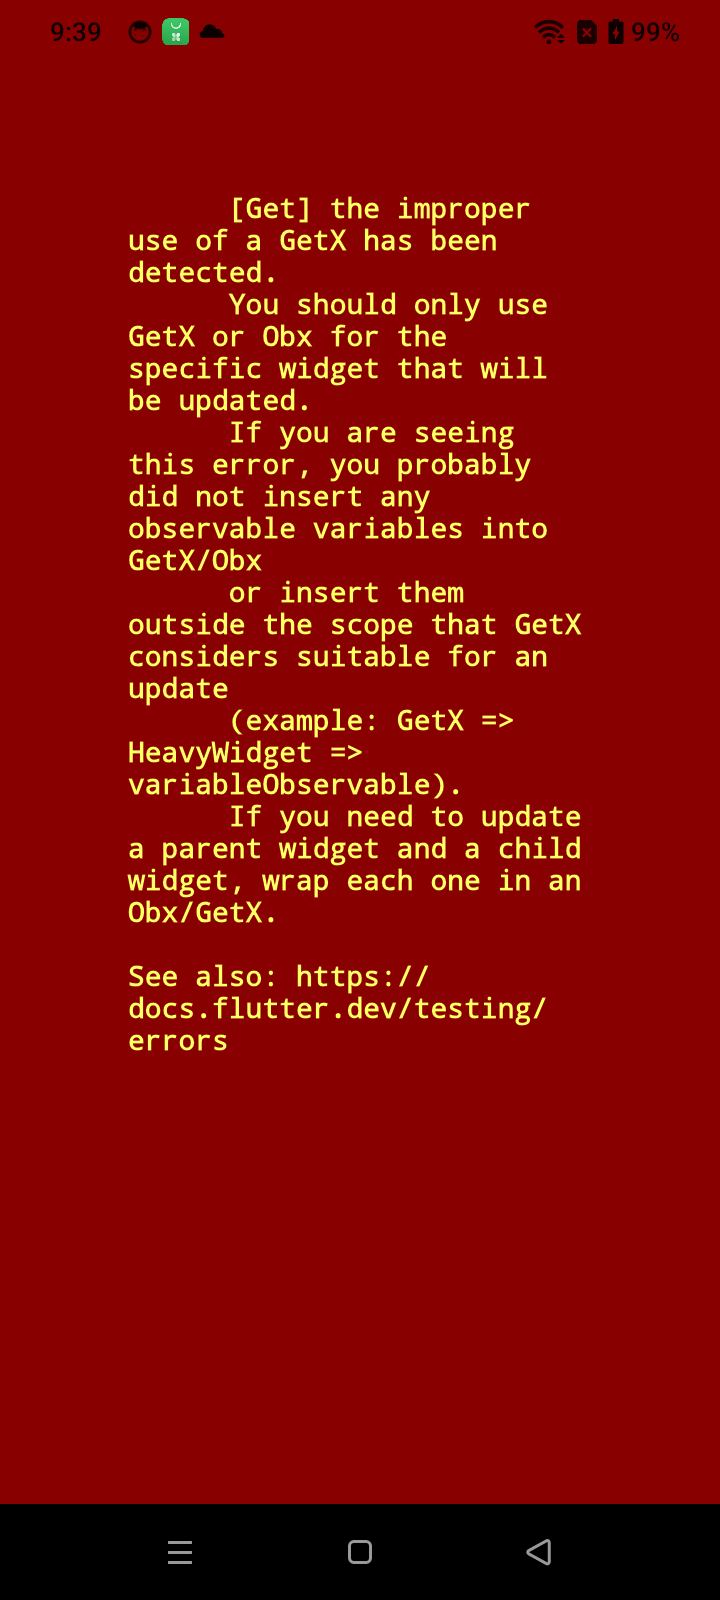 9:39
99%
[Get] the improper
use of a GetX has been
detected.
You should only use
GetX or Obx for the
specific widget that will
be updated.
If you are seeing
this error, you probably
did not insert any
observable variables into
GetX/Obx
or insert them
outside the scope that GetX
considers suitable for an
update
(example: GetX =>
HeavyWidget =>
variableObservable).
If you need to update
a parent widget and a child
widget, wrap each one in an
Obx/GetX.
See also: https://
docs.flutter.dev/testing/
errors